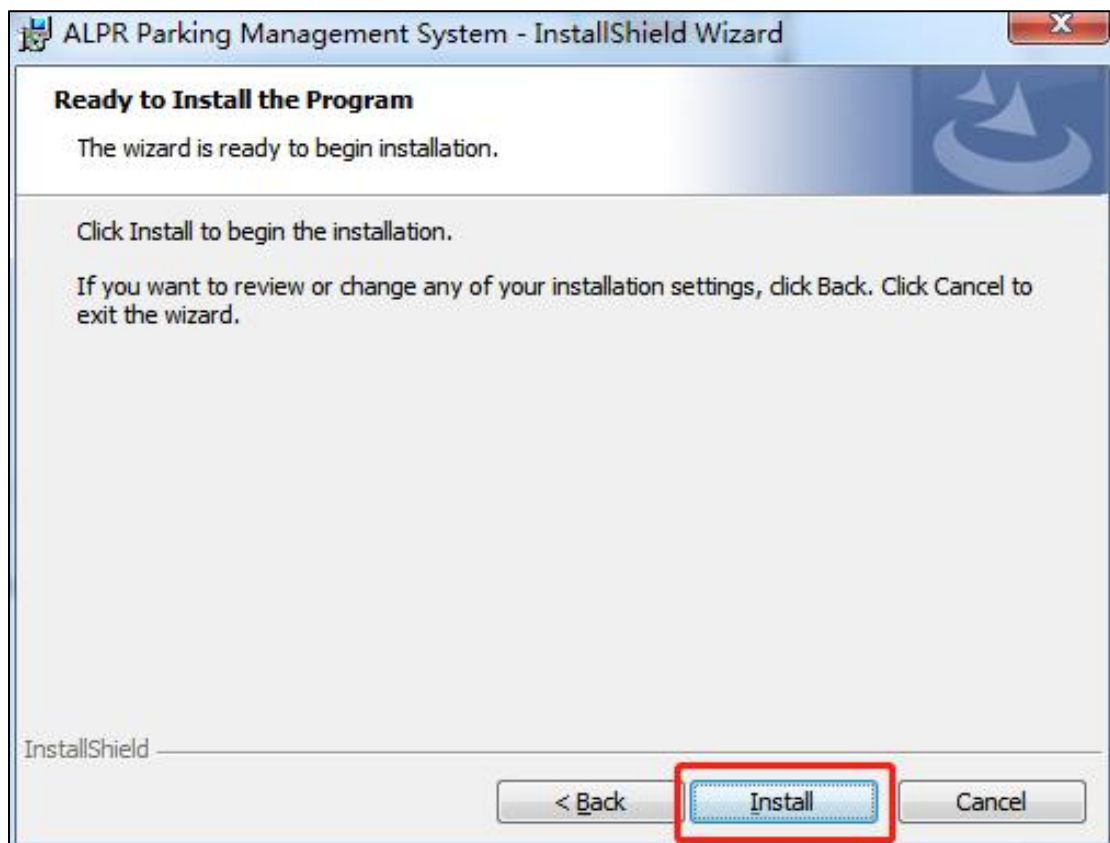 ALPR Parking Management System - InstallShield Wizard
Ready to Install the Program
The wizard is ready to begin installation.
Click Install to begin the installation.
If you want to review or change any of your installation settings, click Back. Click Cancel to
exit the wizard.
InstallShield
< Back
Install
Cancel